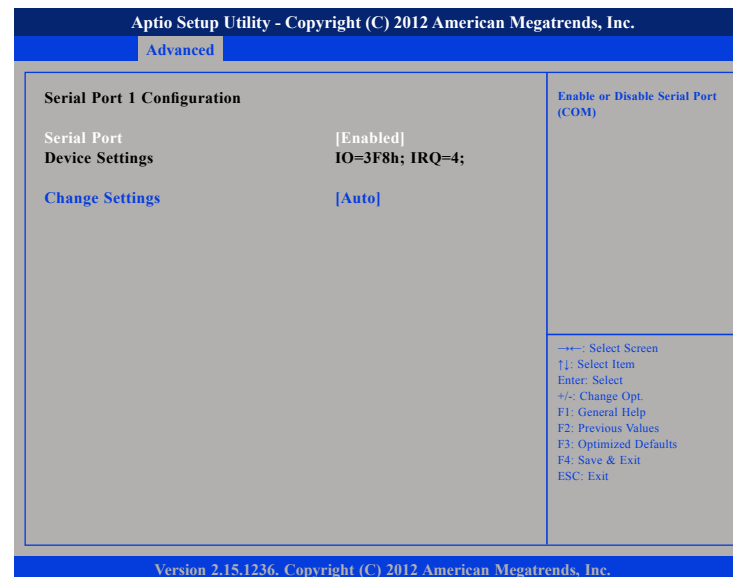 Aptio Setup Utility - Copyright (C) 2012 American Megatrends, Inc.
Advanced
Serial Port 1 Configuration
Serial Port [Enabled]
Device Settings IO=3F8h; IRQ=4;
Change Settings [Auto]
Enable or Disable Serial Port
(COM)
→←: Select Screen
↑↓: Select Item
Enter: Select
+/-: Change Opt.
F1: General Help
F2: Previous Values
F3: Optimized Defaults
F4: Save & Exit
ESC: Exit
Version 2.15.1236. Copyright (C) 2012 American Megatrends, Inc.